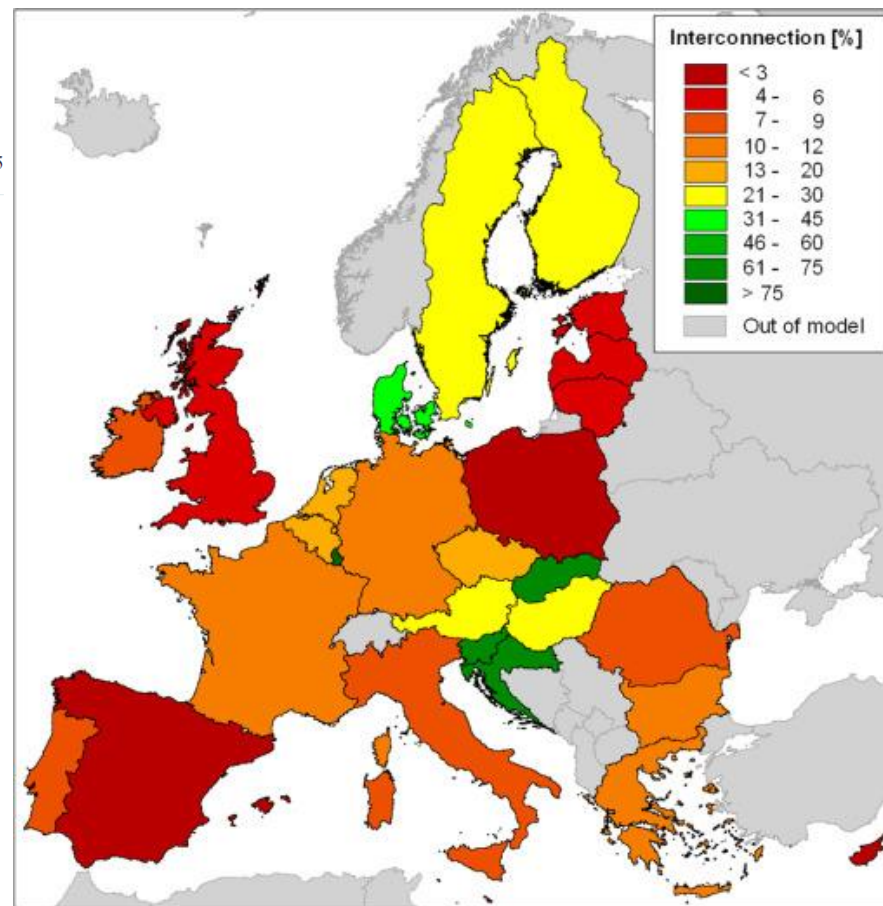 5
Interconnection [%]
< 3
4 - 6
7 - 9
10 - 12
13 - 20
21 - 30
31 - 45
46 - 60
61 - 75
> 75
Out of model